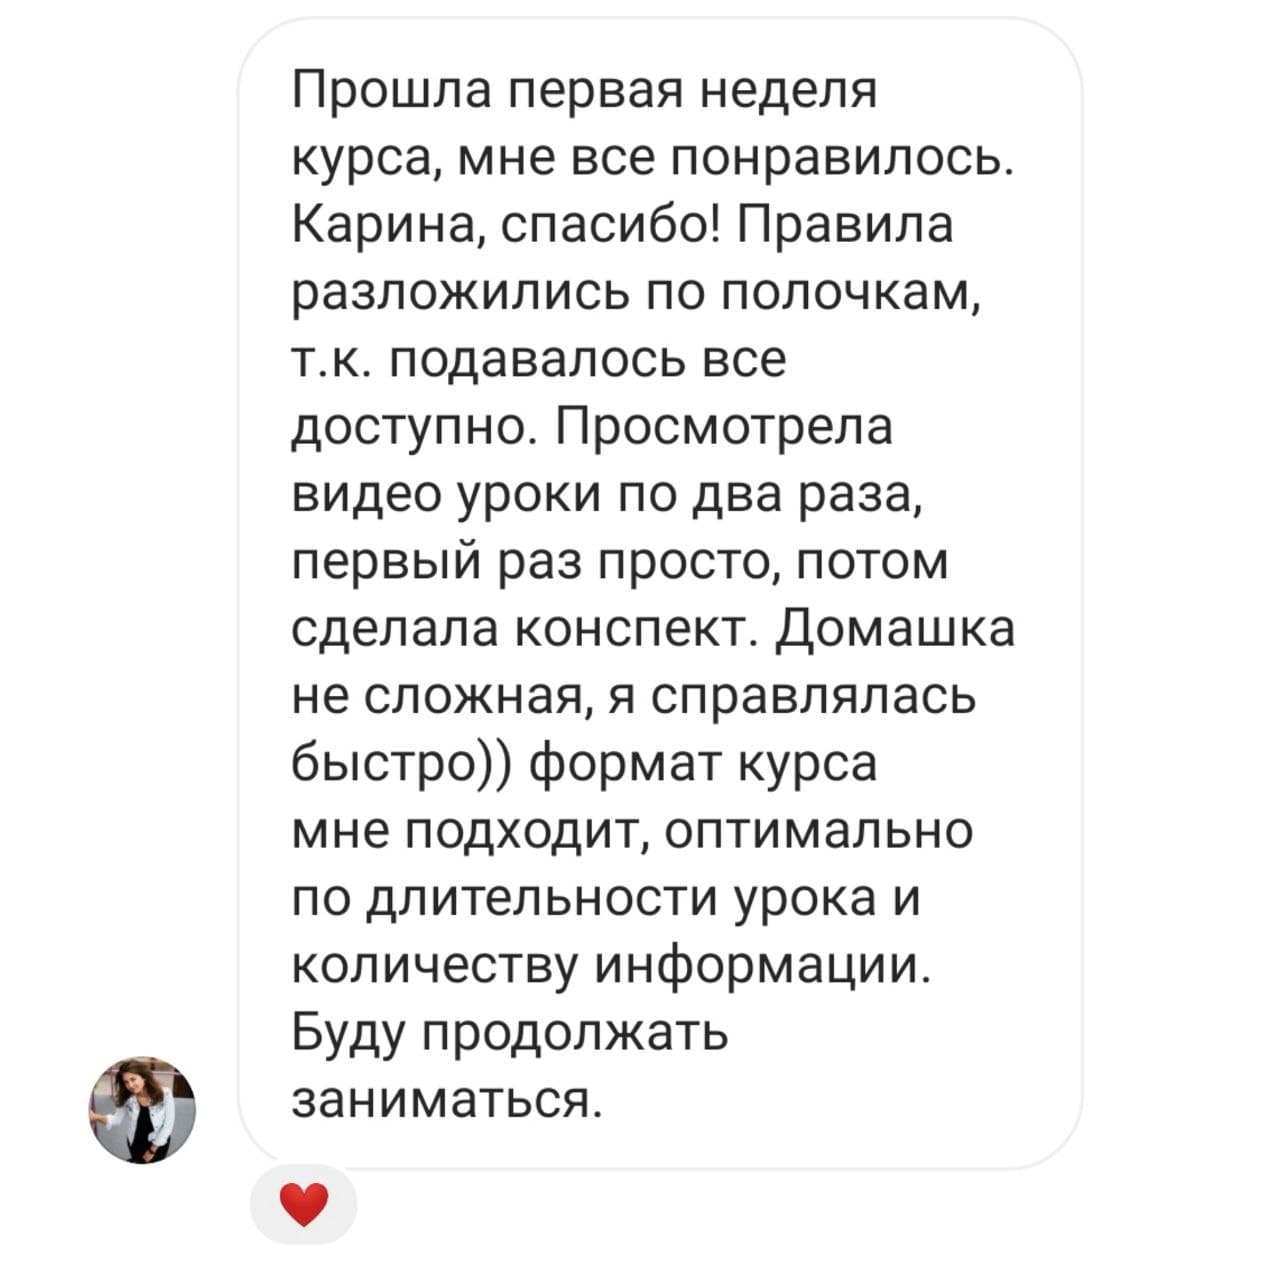 Прошла первая неделя
курса, мне все понравилось.
Карина, спасибо! Правила
разложились по полочкам,
т.к. подавалось все
доступно. Просмотрела
видео уроки по два раза,
первый раз просто, потом
сделала конспект. Домашка
не сложная, я справлялась
быстро)) формат курса
мне подходит, оптимально
по длительности урока и
количеству информации.
Буду продолжать
заниматься.